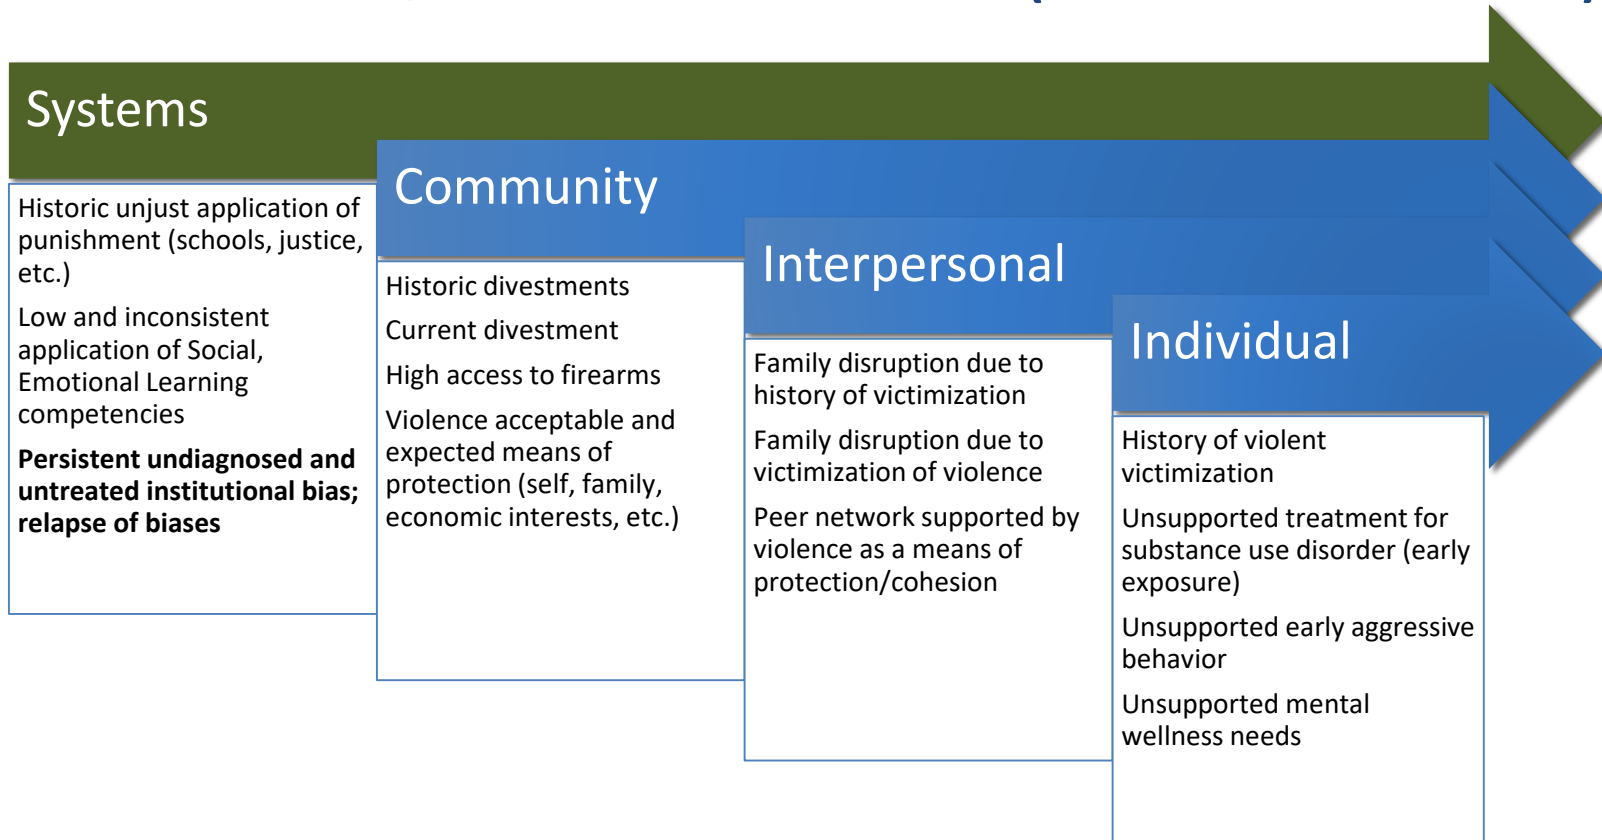 Systems
Historic unjust application of
punishment (schools, justice,
etc.)
Low and inconsistent
application of Social,
Emotional Learning
competencies
Persistent undiagnosed and
untreated institutional bias;
relapse of biases
Community
Historic divestments
Current divestment
High access to firearms
Violence acceptable and
expected means of
protection (self, family,
economic interests, etc.)
Interpersonal
Family disruption due to
history of victimization
Family disruption due to
victimization of violence
Peer network supported by
violence as a means of
protection/cohesion
Individual
History of violent
victimization
Unsupported treatment for
substance use disorder (early
exposure)
Unsupported early aggressive
behavior
Unsupported mental
wellness needs